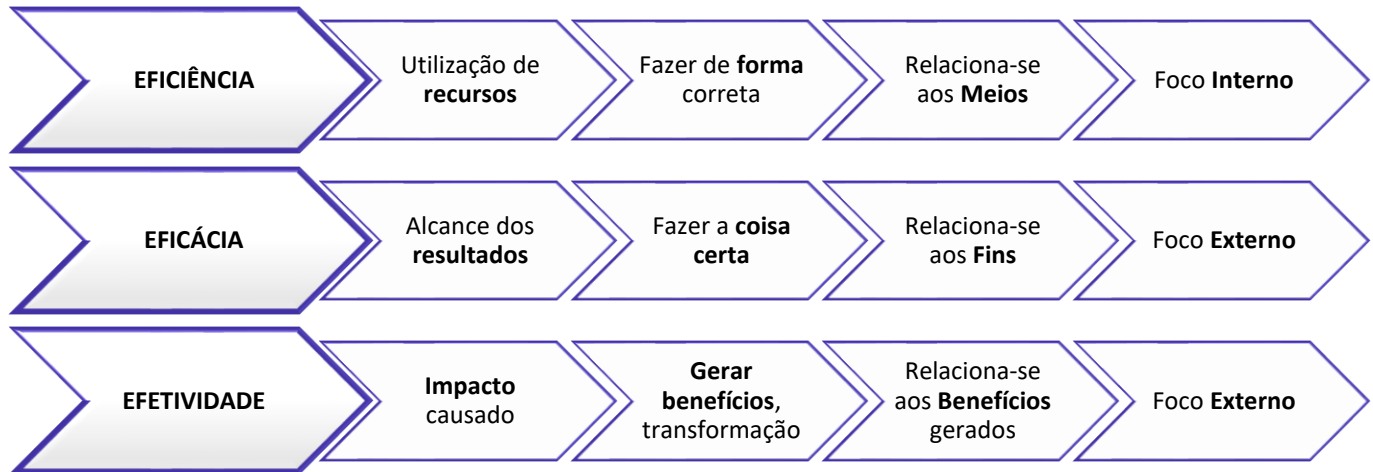 EFICIÊNCIA
Utilização de
recursos
Fazer de forma
correta
Relaciona-se
aos Meios
Foco Interno
EFICÁCIA
Alcance dos
resultados
Fazer a coisa
certa
Relaciona-se
aos Fins
Foco Externo
EFETIVIDADE
Impacto
causado
Gerar
benefícios,
transformação
Relaciona-se
aos Benefícios
gerados
Foco Externo